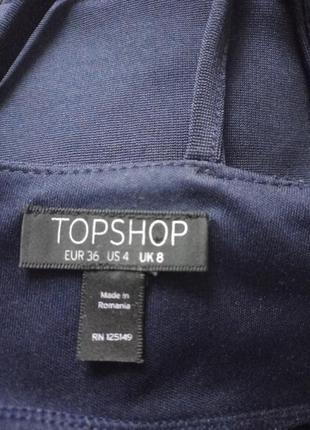 TOPSHOP
EUR 36 US 4 UK 8
Made in
Romania
RN 125149